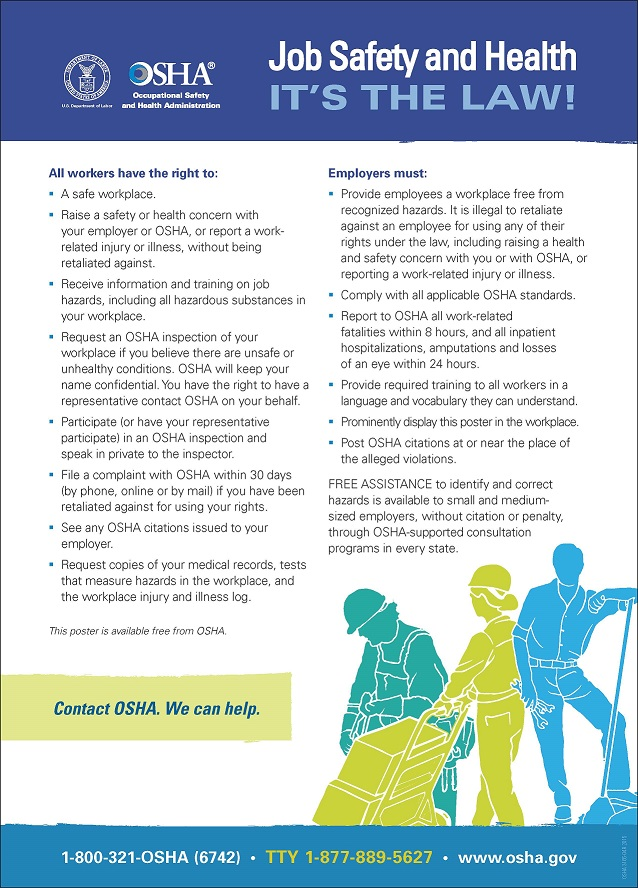 Job Safety and Health
IT'S THE LAW!
OSHA®
Occupational Safety
and Health Administration
U.S. Department of Labor
All workers have the right to:
▪ A safe workplace.
▪ Raise a safety or health concern with
your employer or OSHA, or report a work-
related injury or illness, without being
retaliated against.
▪ Receive information and training on job
hazards, including all hazardous substances in
your workplace.
▪ Request an OSHA inspection of your
workplace if you believe there are unsafe or
unhealthy conditions. OSHA will keep your
name confidential. You have the right to have a
representative contact OSHA on your behalf.
▪ Participate (or have your representative
participate) in an OSHA inspection and
speak in private to the inspector.
▪ File a complaint with OSHA within 30 days
(by phone, online or by mail) if you have been
retaliated against for using your rights.
▪ See any OSHA citations issued to your
employer.
▪ Request copies of your medical records, tests
that measure hazards in the workplace, and
the workplace injury and illness log.
This poster is available free from OSHA.
Contact OSHA. We can help.
Employers must:
▪ Provide employees a workplace free from
recognized hazards. It is illegal to retaliate
against an employee for using any of their
rights under the law, including raising a health
and safety concern with you or with OSHA, or
reporting a work-related injury or illness.
▪ Comply with all applicable OSHA standards.
▪ Report to OSHA all work-related
fatalities within 8 hours, and all inpatient
hospitalizations, amputations and losses
of an eye within 24 hours.
▪ Provide required training to all workers in a
language and vocabulary they can understand.
▪ Prominently display this poster in the workplace.
▪ Post OSHA citations at or near the place of
the alleged violations.
FREE ASSISTANCE to identify and correct
hazards is available to small and medium-
sized employers, without citation or penalty,
through OSHA-supported consultation
programs in every state.
1-800-321-OSHA (6742) • TTY 1-877-889-5627 • www.osha.gov